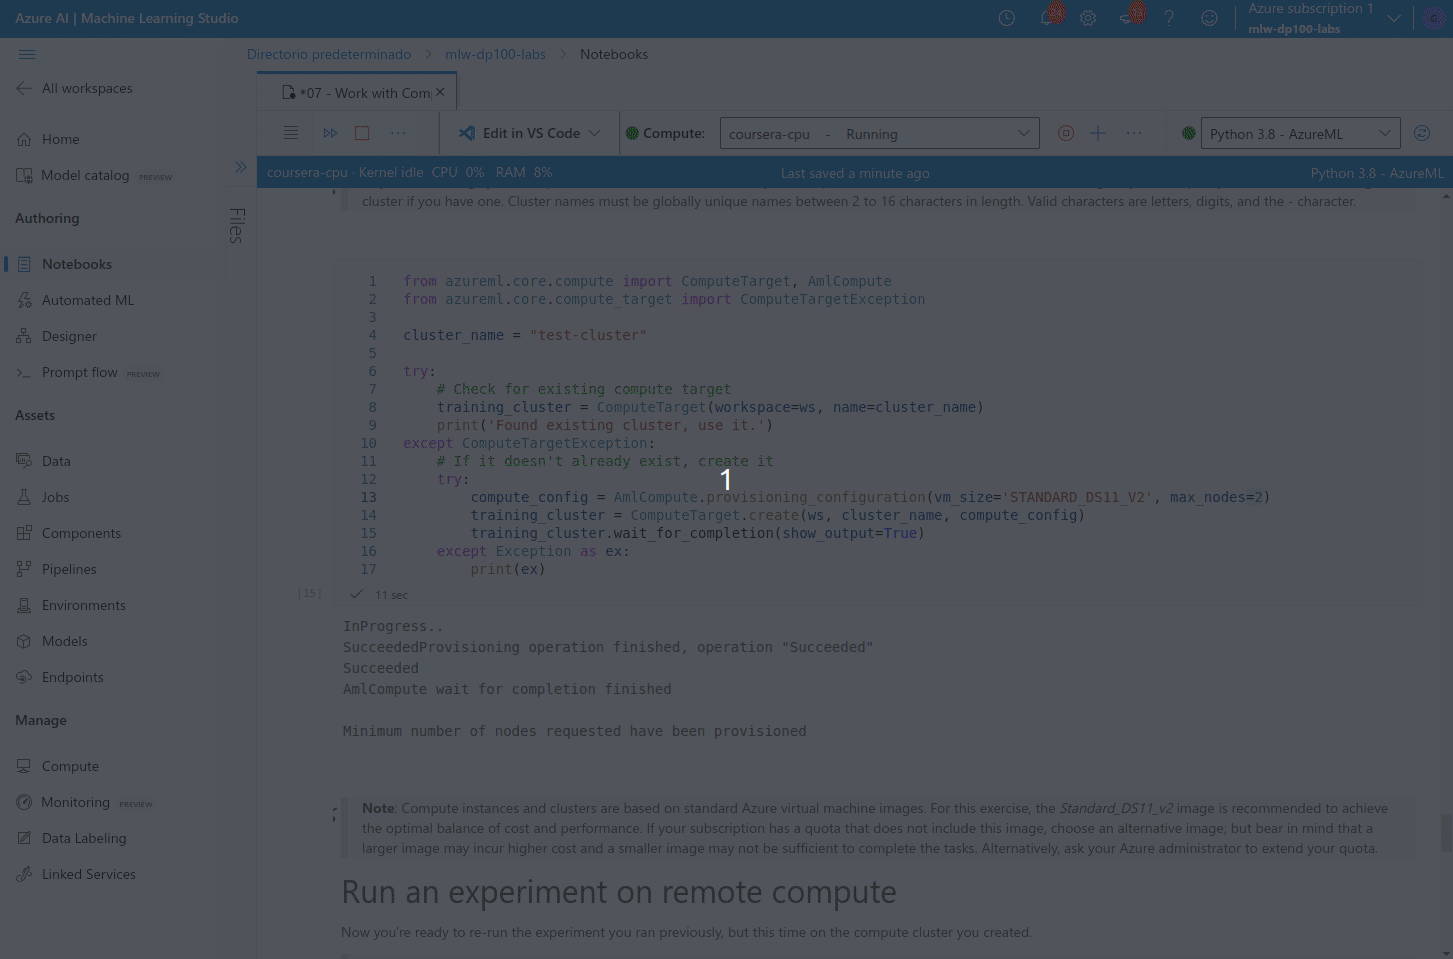 Azure AI | Machine Learning Studio
Azure subscription 1
mlw-dp100-labs
G
Directorio predeterminado > mlw-dp100-labs > Notebooks
All workspaces
Home
Model catalog PREVIEW
Authoring
Notebooks
Automated ML
Designer
Prompt flow PREVIEW
Assets
Data
Jobs
Components
Pipelines
Environments
Models
Endpoints
Manage
Compute
Monitoring PREVIEW
Data Labeling
Linked Services
Files
*07 - Work with Com
Edit in VS Code
Compute:
coursera-cpu - Running
Python 3.8 - AzureML
coursera-cpu · Kernel idle CPU 0% RAM 8%
Last saved a minute ago
Python 3.8 - AzureML
cluster if you have one. Cluster names must be globally unique names between 2 to 16 characters in length. Valid characters are letters, digits, and the - character.
1 from azureml.core.compute import ComputeTarget, AmlCompute
2 from azureml.core.compute_target import ComputeTargetException
3
4 cluster_name = "test-cluster"
5
6 try:
7 # Check for existing compute target
8 training_cluster = ComputeTarget(workspace=ws, name=cluster_name)
9 print('Found existing cluster, use it.')
10 except ComputeTargetException:
11 # If it doesn't already exist, create it
12 try:
13 compute_config = AmlCompute.provisioning_configuration(vm_size='STANDARD_DS11_V2', max_nodes=2)
14 training_cluster = ComputeTarget.create(ws, cluster_name, compute_config)
15 training_cluster.wait_for_completion(show_output=True)
16 except Exception as ex:
17 print(ex)
1
[15]
11 sec
InProgress..
SucceededProvisioning operation finished, operation "Succeeded"
Succeeded
AmlCompute wait for completion finished
Minimum number of nodes requested have been provisioned
Note: Compute instances and clusters are based on standard Azure virtual machine images. For this exercise, the Standard_DS11_v2 image is recommended to achieve
the optimal balance of cost and performance. If your subscription has a quota that does not include this image, choose an alternative image; but bear in mind that a
larger image may incur higher cost and a smaller image may not be sufficient to complete the tasks. Alternatively, ask your Azure administrator to extend your quota.
Run an experiment on remote compute
Now you're ready to re-run the experiment you ran previously, but this time on the compute cluster you created.